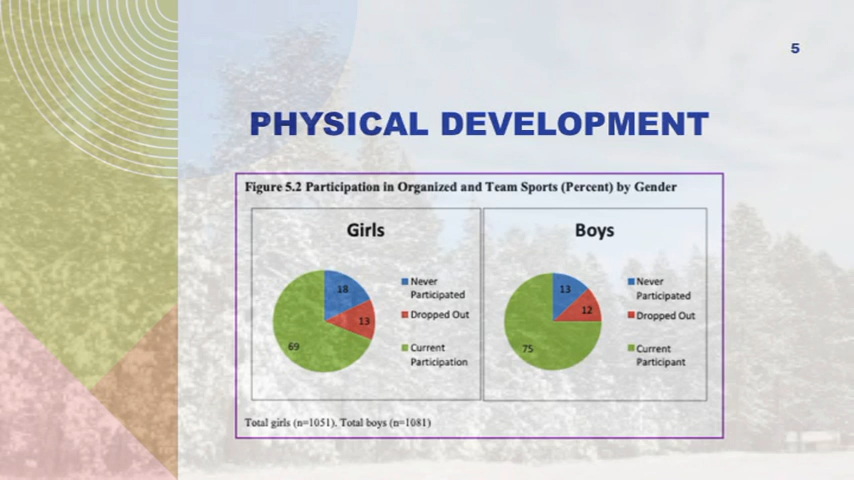 5
PHYSICAL DEVELOPMENT
Figure 5.2 Participation in Organized and Team Sports (Percent) by Gender
Girls
18
13
69
Never
Participated
Dropped Out
Current
Participation
Boys
13
12
75
Never
Participated
Dropped Out
Current
Participant
Total girls (n=1051). Total boys (n=1081)